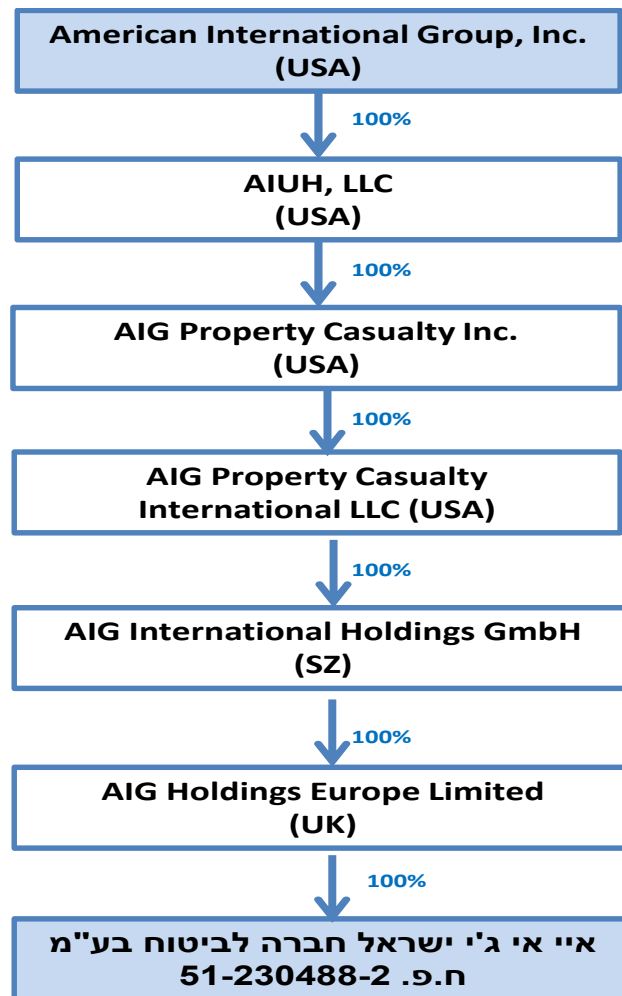 American International Group, Inc.
(USA)
100%
AIUH, LLC
(USA)
100%
AIG Property Casualty Inc.
(USA)
100%
AIG Property Casualty
International LLC (USA)
100%
AIG International Holdings GmbH
(SZ)
100%
AIG Holdings Europe Limited
(UK)
100%
איי אי ג'י ישראל חברה לביטוח בע"מ
ח.פ. 51-230488-2